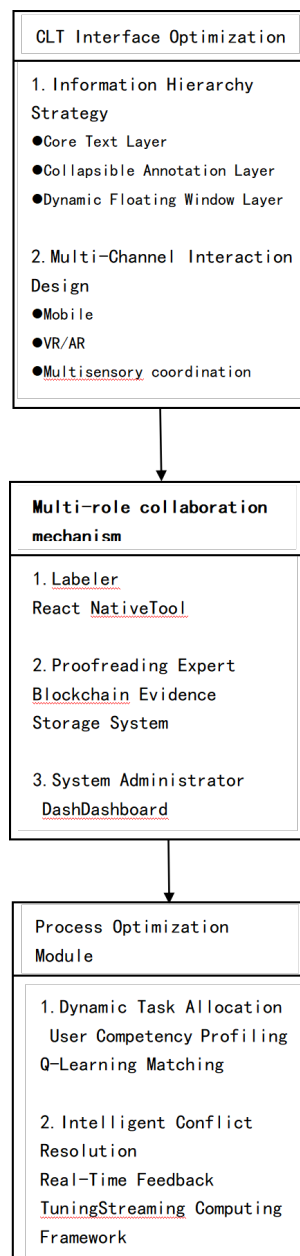 CLT Interface Optimization
1.Information Hierarchy
Strategy
●Core Text Layer
●Collapsible Annotation Layer
●Dynamic Floating Window Layer
2.Multi-Channel Interaction
Design
●Mobile
●VR/AR
●Multisensory coordination
Multi-role collaboration
mechanism
1.Labeler
React NativeTool
2.Proofreading Expert
Blockchain Evidence
Storage System
3.System Administrator
DashDashboard
Process Optimization
Module
1.Dynamic Task Allocation
User Competency Profiling
Q-Learning Matching
2.Intelligent Conflict
Resolution
Real-Time Feedback
TuningStreaming Computing
Framework